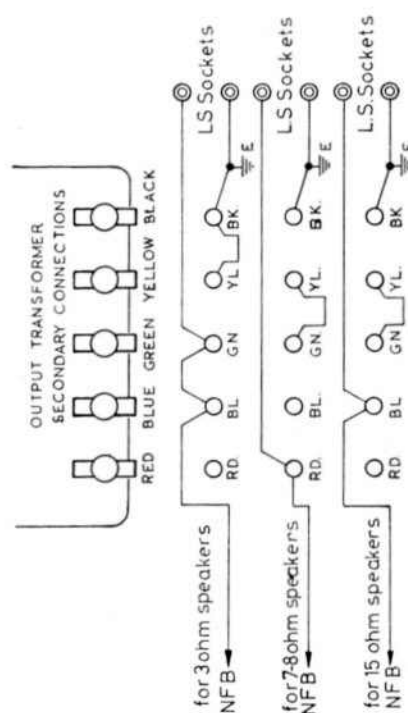 OUTPUT TRANSFORMER
SECONDARY CONNECTIONS
RED BLUE GREEN YELLOW BLACK
for 3ohm speakers LS Sockets
NFB RD. BL GN YL. BK E
for 7-8ohm speakers LS Sockets
NFB RD. BL. GN. YL. BK. E
for 15 ohm speakers L.S. Sockets
NFB RD. BL GN. YL. BK E